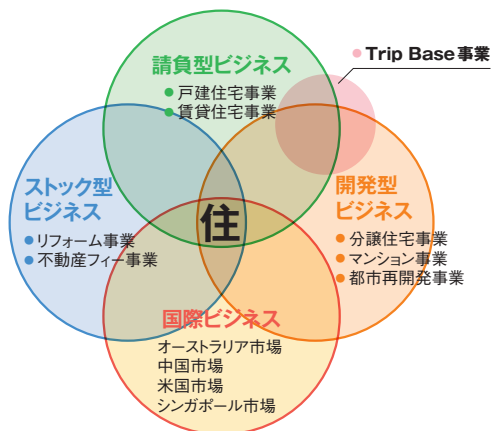 請負型ビジネス
● 戸建住宅事業
● 賃貸住宅事業
● Trip Base 事業
ストック型
ビジネス
● リフォーム事業
● 不動産フィー事業
住
開発型
ビジネス
● 分譲住宅事業
● マンション事業
● 都市再開発事業
国際ビジネス
オーストラリア市場
中国市場
米国市場
シンガポール市場